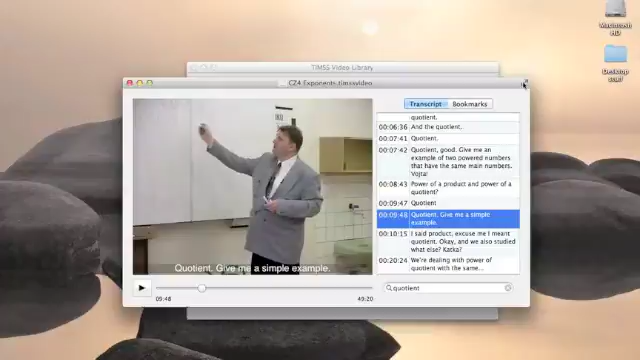 Macintosh
HD
Desktop
stuff
TIMSS Video Library
CZ4 Exponents.timssvideo
Transcript
Bookmarks
quotient.
00:06:36 And the quotient.
00:07:41 Quotient.
00:07:42 Quotient, good. Give me an
example of two powered numbers
that have the same main numbers.
Vojta!
00:08:43 Power of a product and power of a
quotient?
00:09:47 Quotient
00:09:48 Quotient. Give me a simple
example.
00:10:15 I said product, excuse me I meant
quotient. Okay, and we also studied
what else? Katka?
00:20:24 We're dealing with power of
quotient with the same...
Quotient. Give me a simple example.
09:48
49:20
quotient